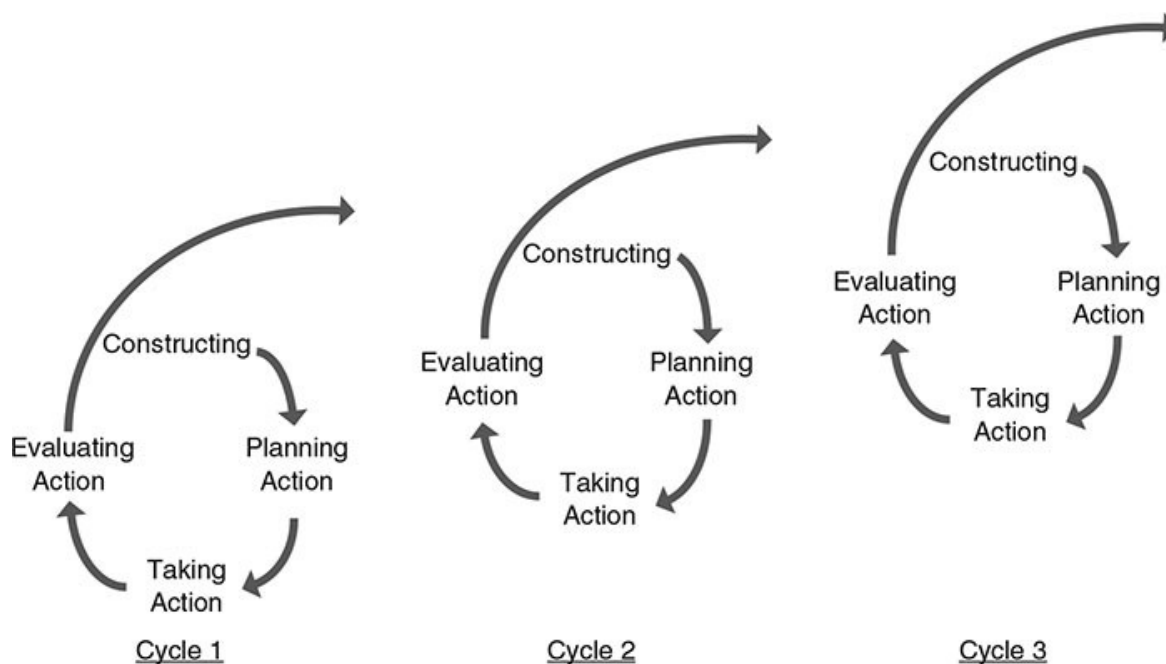 Constructing
Evaluating
Action
Planning
Action
Taking
Action
Cycle 1
Constructing
Evaluating
Action
Planning
Action
Taking
Action
Cycle 2
Constructing
Evaluating
Action
Planning
Action
Taking
Action
Cycle 3